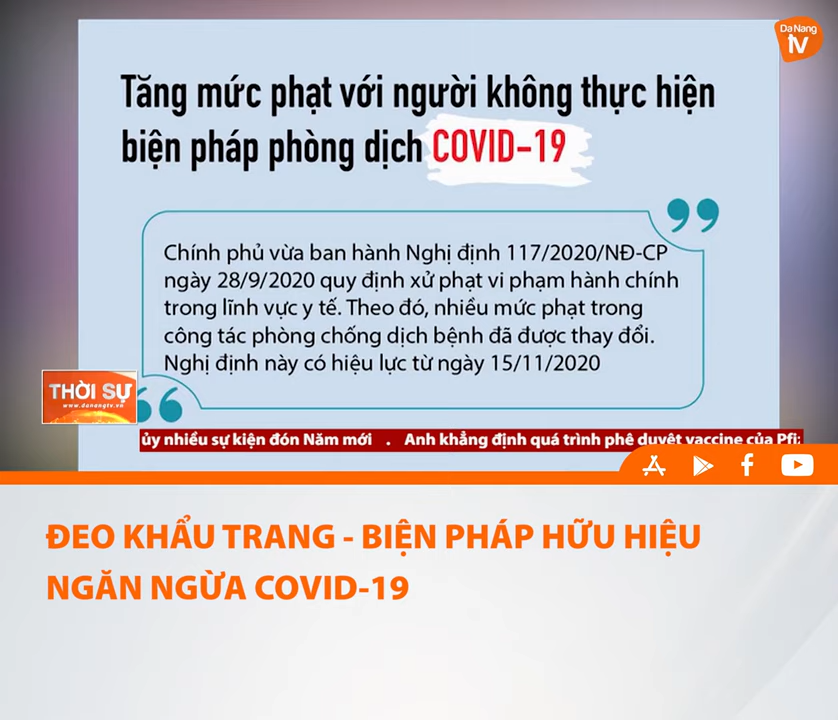 Da Nang
tv
Tăng mức phạt với người không thực hiện
biện pháp phòng dịch COVID-19
Chính phủ vừa ban hành Nghị định 117/2020/NĐ-CP
ngày 28/9/2020 quy định xử phạt vi phạm hành chính
trong lĩnh vực y tế. Theo đó, nhiều mức phạt trong
công tác phòng chống dịch bệnh đã được thay đổi.
Nghị định này có hiệu lực từ ngày 15/11/2020
THỜI SỰ
www.danangtv.vn
ủy nhiều sự kiện đón Năm mới . Anh khẳng định quá trình phê duyệt vaccine của
ĐEO KHẨU TRANG - BIỆN PHÁP HỮU HIỆU
NGĂN NGỪA COVID-19